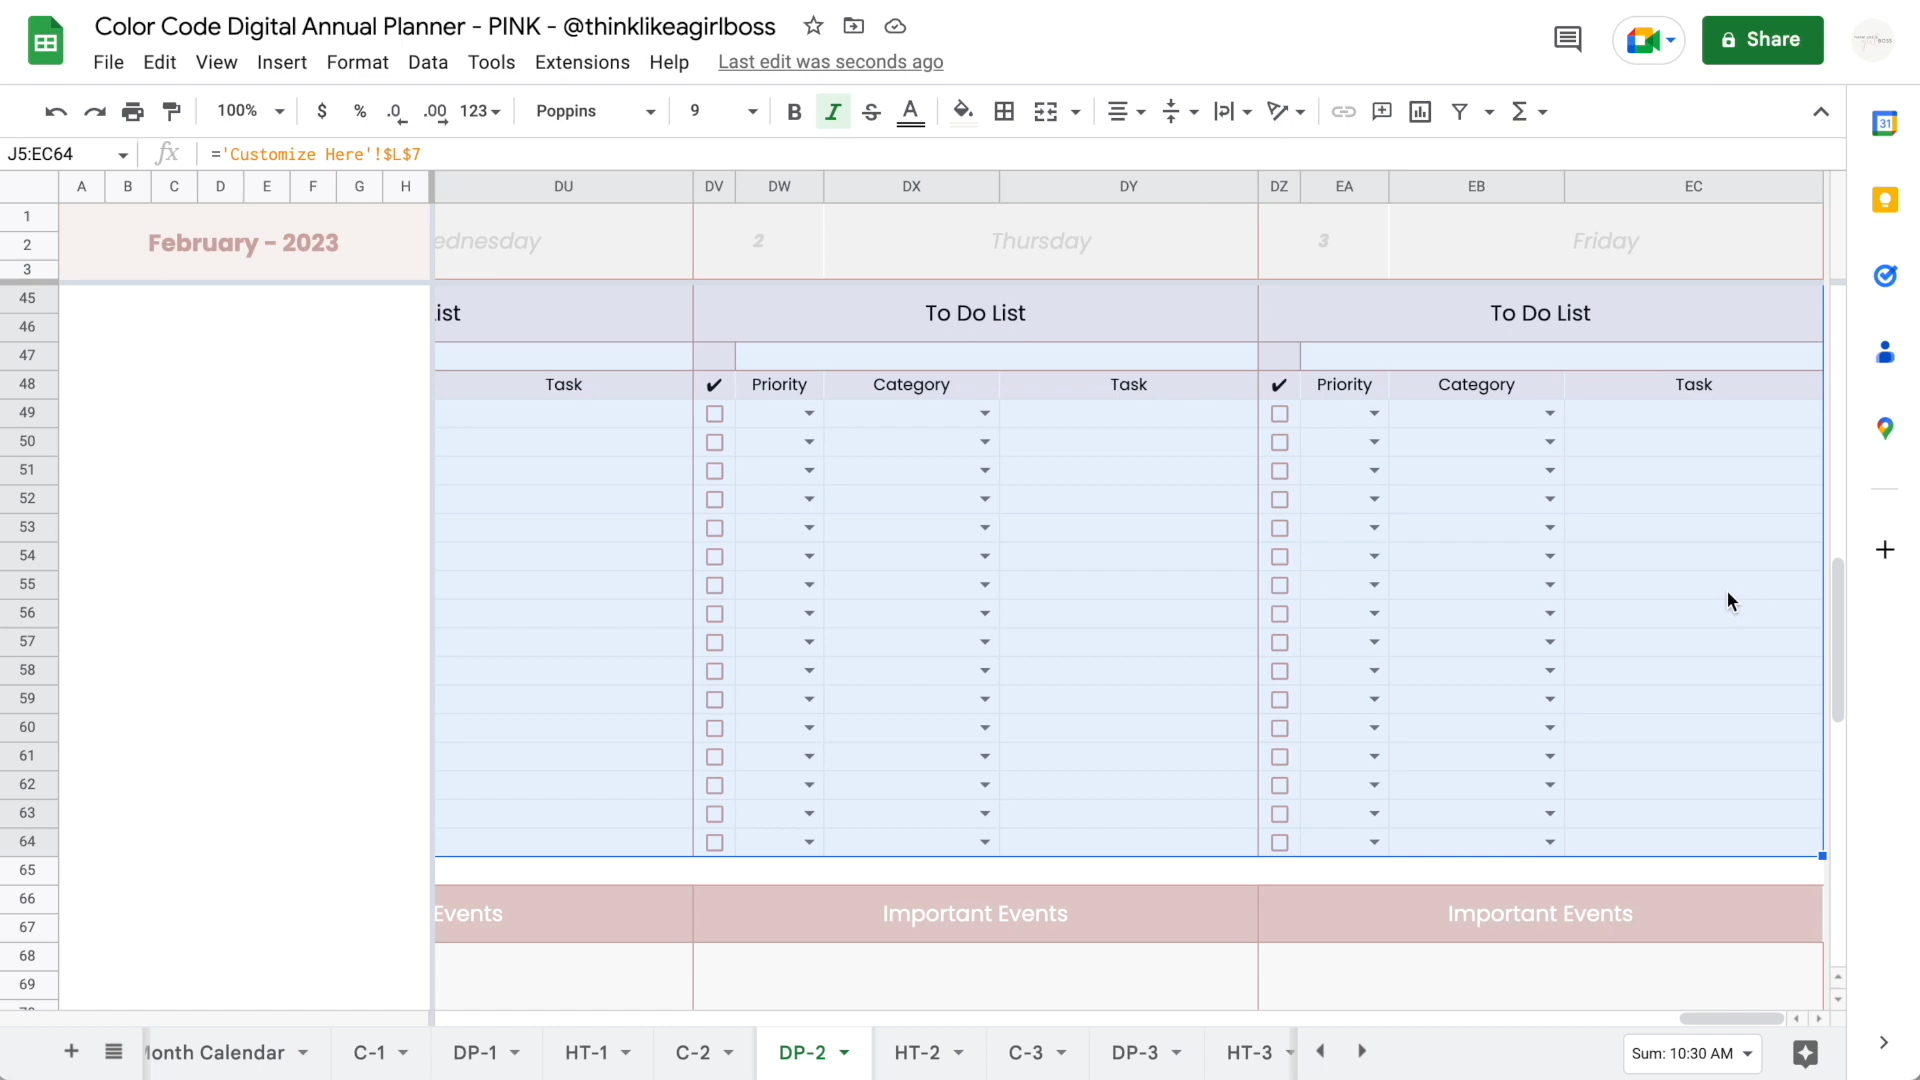 Color Code Digital Annual Planner - PINK - @thinklikeagirlboss
File Edit View Insert Format Data Tools Extensions Help Last edit was seconds ago
Share
100% $ % .0 .00 123 Poppins 9 B I S A
J5:EC64 fx ='Customize Here'!$L$7
A B C D E F G H DU DV DW DX DY DZ EA EB EC
1
2
3
February - 2023 ednesday 2 Thursday 3 Friday
45
46
ist To Do List To Do List
47
48 Task ✔ Priority Category Task ✔ Priority Category Task
49
50
51
52
53
54
55
56
57
58
59
60
61
62
63
64
65
66
67
Events Important Events Important Events
68
69
onth Calendar C-1 DP-1 HT-1 C-2 DP-2 HT-2 C-3 DP-3 HT-3 Sum: 10:30 AM
31